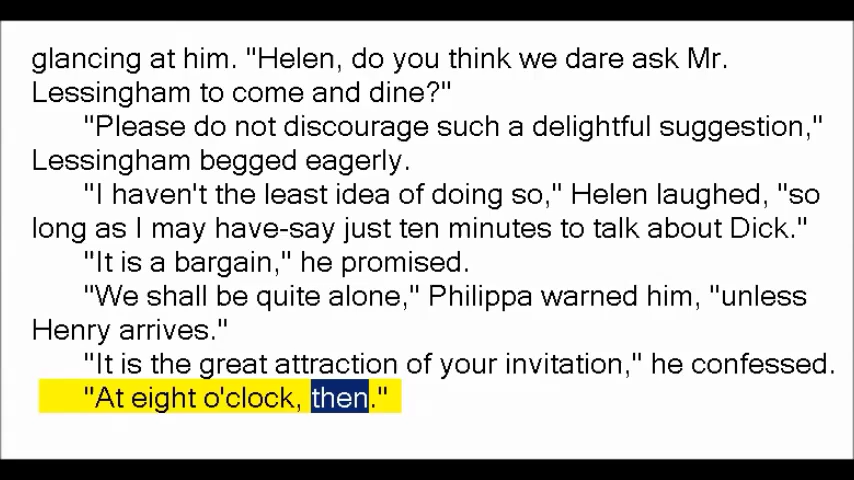 glancing at him. "Helen, do you think we dare ask Mr.
Lessingham to come and dine?"
"Please do not discourage such a delightful suggestion,"
Lessingham begged eagerly.
"I haven't the least idea of doing so," Helen laughed, "so
long as I may have-say just ten minutes to talk about Dick."
"It is a bargain," he promised.
"We shall be quite alone," Philippa warned him, "unless
Henry arrives."
"It is the great attraction of your invitation," he confessed.
"At eight o'clock, then."